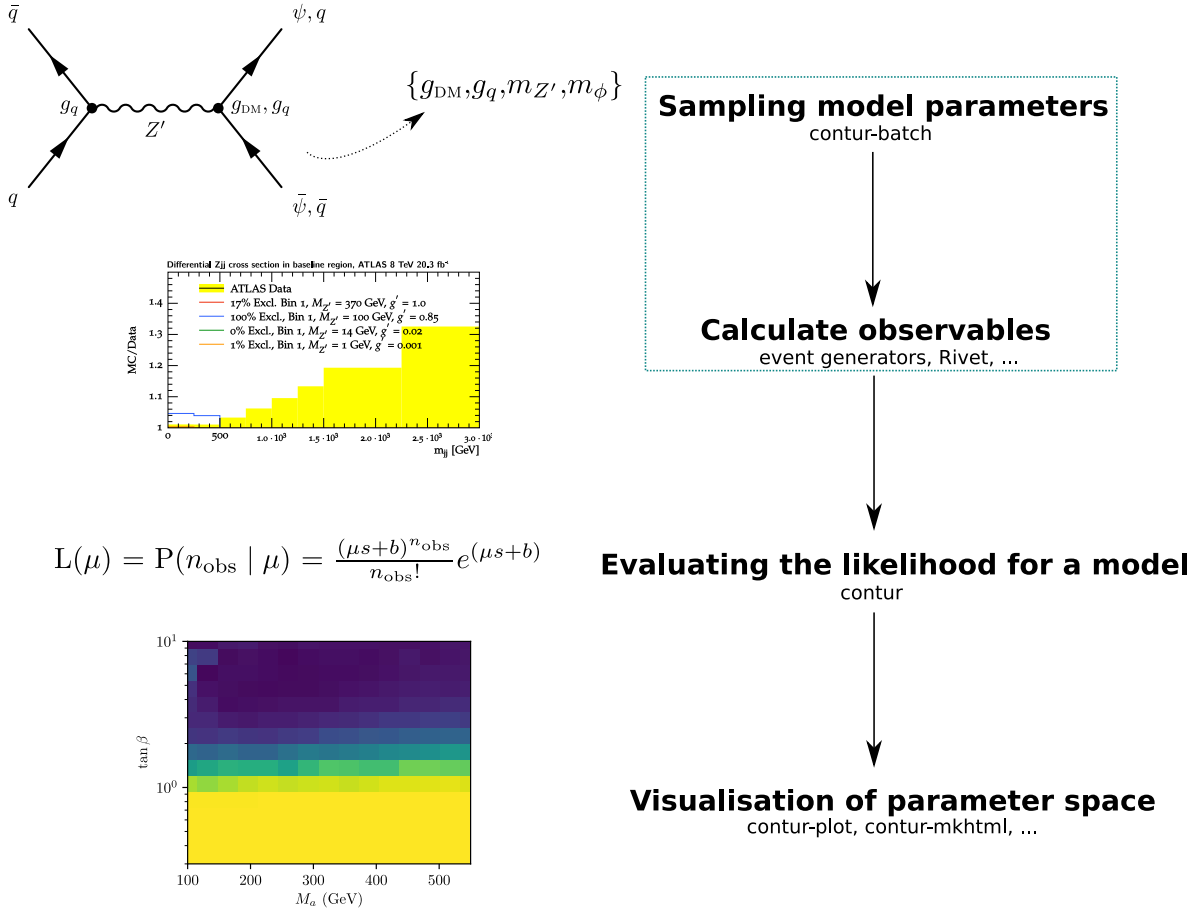 q̄
ψ, q
g_q
Z′
g_DM, g_q
q
ψ̄, q̄
{g_DM,g_q,m_Z′,m_ϕ}
Sampling model parameters
contur-batch
Calculate observables
event generators, Rivet, ...
Differential Zjj cross section in baseline region, ATLAS 8 TeV 20.3 fb⁻¹
ATLAS Data
17% Excl. Bin 1, M_Z′ = 370 GeV, g′ = 1.0
100% Excl., Bin 1, M_Z′ = 100 GeV, g′ = 0.85
0% Excl., Bin 1, M_Z′ = 14 GeV, g′ = 0.02
1% Excl., Bin 1, M_Z′ = 1 GeV, g′ = 0.001
MC/Data
1.4
1.3
1.2
1.1
1
0 500 1.0 · 10³ 1.5 · 10³ 2.0 · 10³ 2.5 · 10³ 3.0 · 10³
m_jj [GeV]
L(μ) = P(n_obs | μ) = (μs+b)^n_obs / n_obs! e^(μs+b)
Evaluating the likelihood for a model
contur
tan β
10¹
10⁰
100 200 300 400 500
M_a (GeV)
Visualisation of parameter space
contur-plot, contur-mkhtml, ...